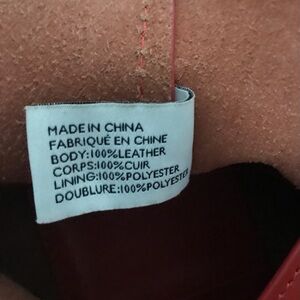 MADE IN CHINA
FABRIQUÉ EN CHINE
BODY:100%LEATHER
CORPS:100%CUIR
LINING:100%POLYESTER
DOUBLURE:100%POLYESTER